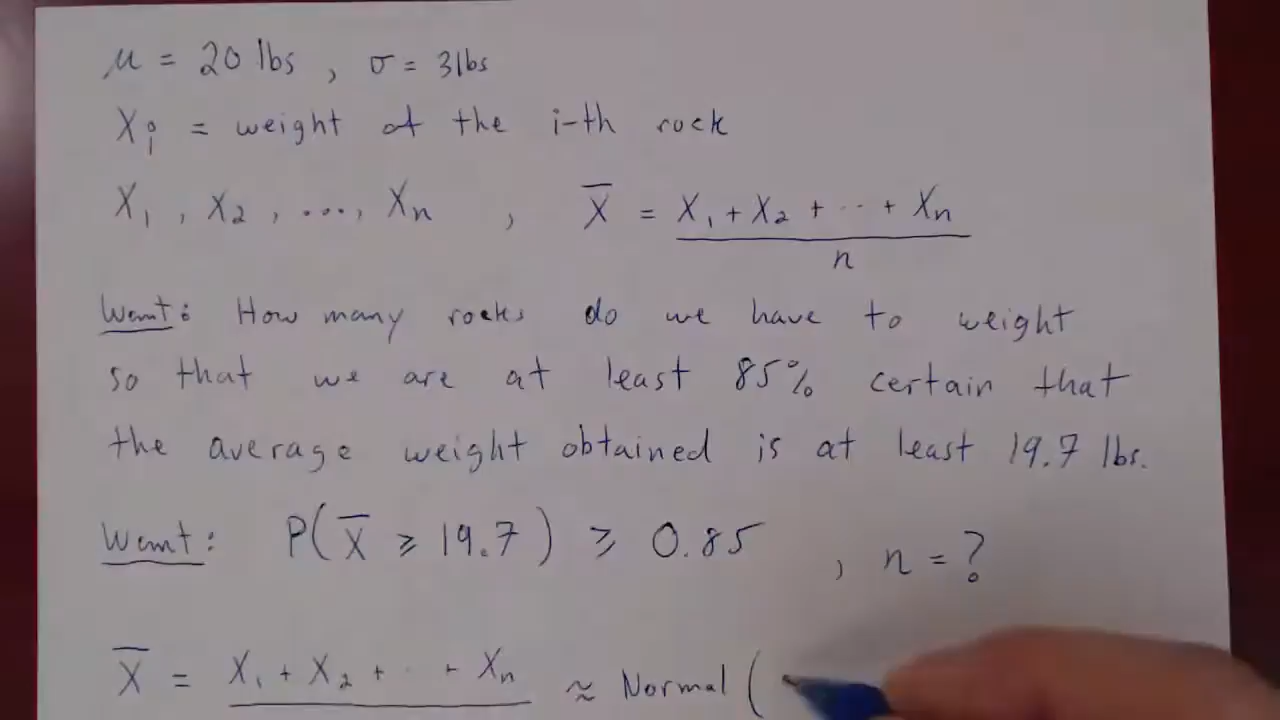 μ = 20 lbs , σ = 3 lbs
Xᵢ = weight of the i-th rock
X₁ , X₂ , ..., Xₙ , X̄ = X₁ + X₂ + ... + Xₙ
n
Want: How many rocks do we have to weight
so that we are at least 85% certain that
the average weight obtained is at least 19.7 lbs.
Want: P(X̄ ≥ 19.7) ≥ 0.85 , n = ?
X̄ = X₁ + X₂ + ... + Xₙ ≈ Normal (